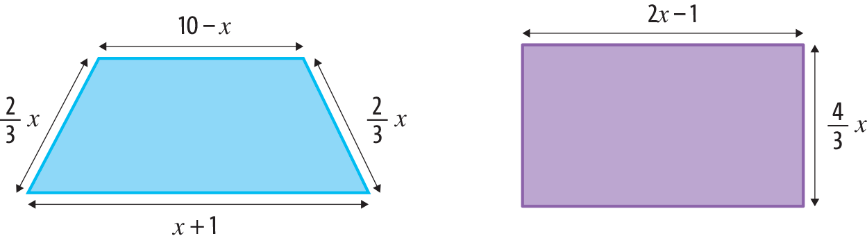 10 – x
2/3 x
2/3 x
x + 1
2x – 1
4/3 x